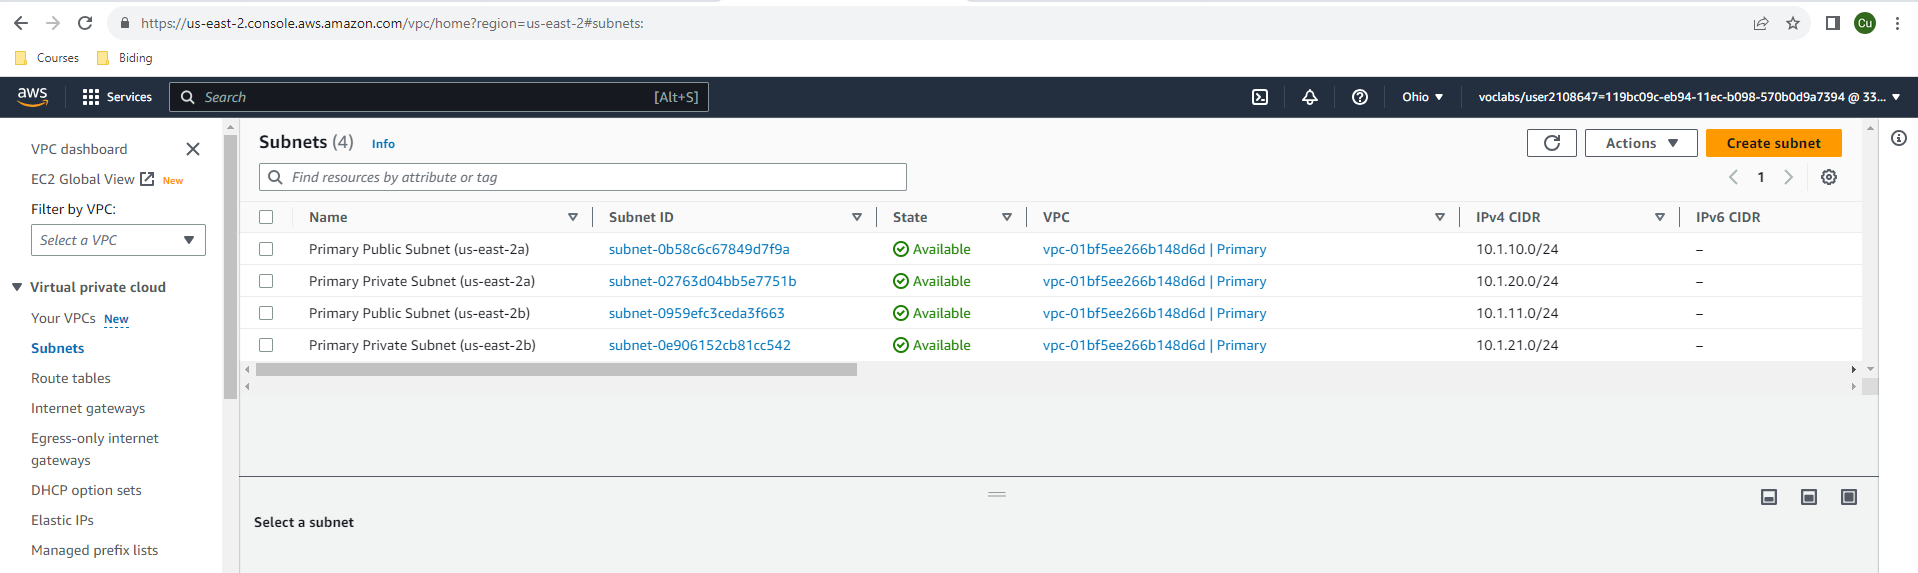 https://us-east-2.console.aws.amazon.com/vpc/home?region=us-east-2#subnets:
Cu
Courses Biding
aws Services Search [Alt+S] Ohio voclabs/user2108647=119bc09c-eb94-11ec-b098-570b0d9a7394 @ 33...
VPC dashboard
EC2 Global View New
Filter by VPC:
Select a VPC
Virtual private cloud
Your VPCs New
Subnets
Route tables
Internet gateways
Egress-only internet
gateways
DHCP option sets
Elastic IPs
Managed prefix lists
Subnets (4) Info
Actions Create subnet
Find resources by attribute or tag
1
Name Subnet ID State VPC IPv4 CIDR IPv6 CIDR
Primary Public Subnet (us-east-2a) subnet-0b58c6c67849d7f9a Available vpc-01bf5ee266b148d6d | Primary 10.1.10.0/24 –
Primary Private Subnet (us-east-2a) subnet-02763d04bb5e7751b Available vpc-01bf5ee266b148d6d | Primary 10.1.20.0/24 –
Primary Public Subnet (us-east-2b) subnet-0959efc3ceda3f663 Available vpc-01bf5ee266b148d6d | Primary 10.1.11.0/24 –
Primary Private Subnet (us-east-2b) subnet-0e906152cb81cc542 Available vpc-01bf5ee266b148d6d | Primary 10.1.21.0/24 –
Select a subnet